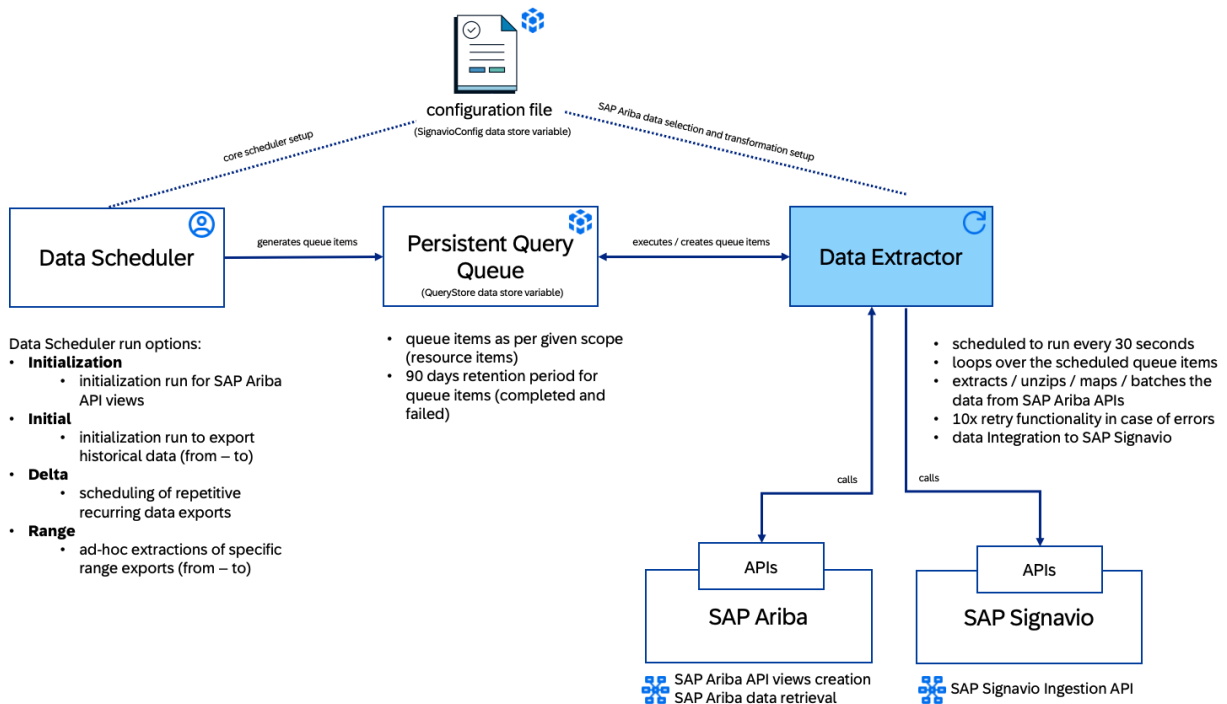 configuration file
(SignavioConfig data store variable)
core scheduler setup
SAP Ariba data selection and transformation setup
Data Scheduler
generates queue items
Persistent Query
Queue
(QueryStore data store variable)
executes / creates queue items
Data Extractor
Data Scheduler run options:
• Initialization
• initialization run for SAP Ariba
API views
• Initial
• initialization run to export
historical data (from – to)
• Delta
• scheduling of repetitive
recurring data exports
• Range
• ad-hoc extractions of specific
range exports (from – to)
• queue items as per given scope
(resource items)
• 90 days retention period for
queue items (completed and
failed)
• scheduled to run every 30 seconds
• loops over the scheduled queue items
• extracts / unzips / maps / batches the
data from SAP Ariba APIs
• 10x retry functionality in case of errors
• data Integration to SAP Signavio
calls
calls
APIs
SAP Ariba
APIs
SAP Signavio
SAP Ariba API views creation
SAP Ariba data retrieval
SAP Signavio Ingestion API